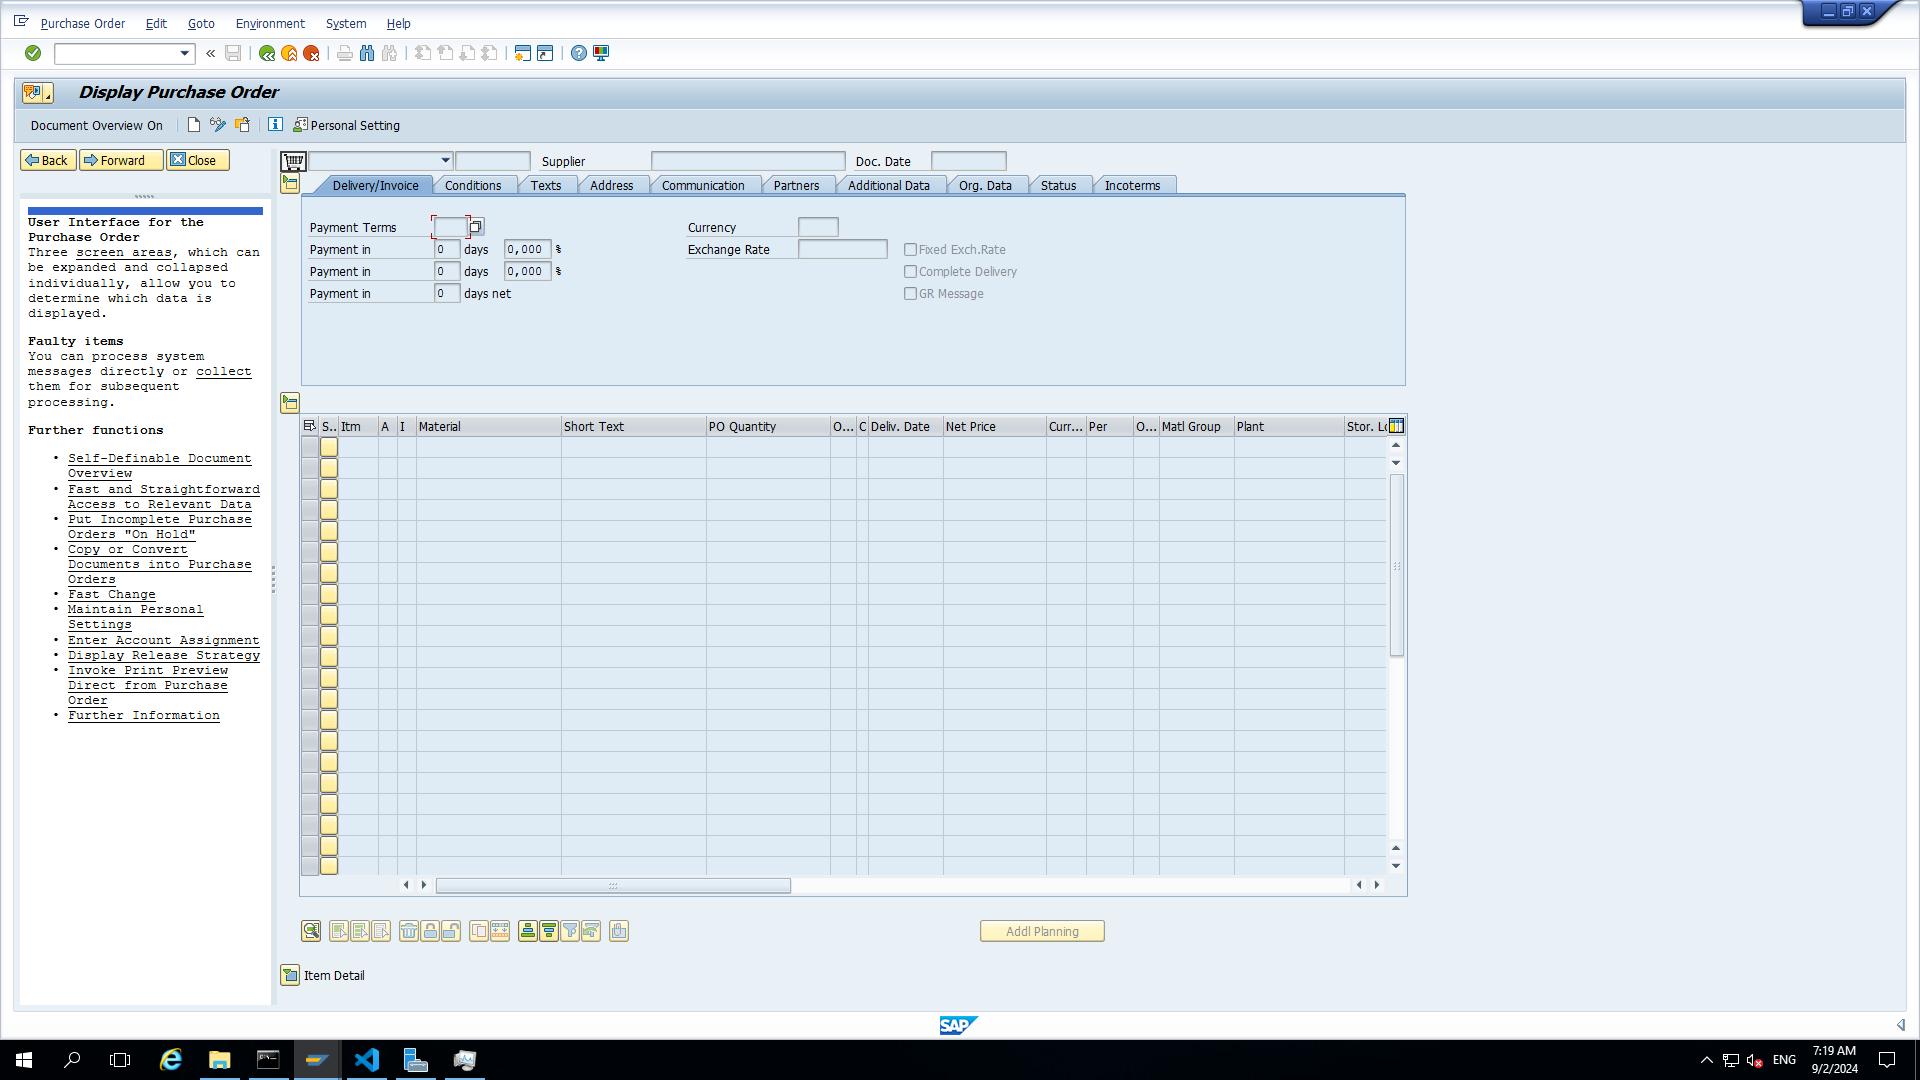 Purchase Order Edit Goto Environment System Help
Display Purchase Order
Document Overview On Personal Setting
Back Forward Close
Supplier Doc. Date
Delivery/Invoice Conditions Texts Address Communication Partners Additional Data Org. Data Status Incoterms
User Interface for the
Purchase Order
Three screen areas, which can
be expanded and collapsed
individually, allow you to
determine which data is
displayed.
Faulty items
You can process system
messages directly or collect
them for subsequent
processing.
Further functions
• Self-Definable Document
Overview
• Fast and Straightforward
Access to Relevant Data
• Put Incomplete Purchase
Orders "On Hold"
• Copy or Convert
Documents into Purchase
Orders
• Fast Change
• Maintain Personal
Settings
• Enter Account Assignment
• Display Release Strategy
• Invoke Print Preview
Direct from Purchase
Order
• Further Information
Payment Terms Currency
Payment in 0 days 0,000 % Exchange Rate Fixed Exch.Rate
Payment in 0 days 0,000 % Complete Delivery
Payment in 0 days net GR Message
S.. Itm A I Material Short Text PO Quantity O... C Deliv. Date Net Price Curr... Per O... Matl Group Plant Stor. Lo
Addl Planning
Item Detail
SAP
ENG
7:19 AM
9/2/2024